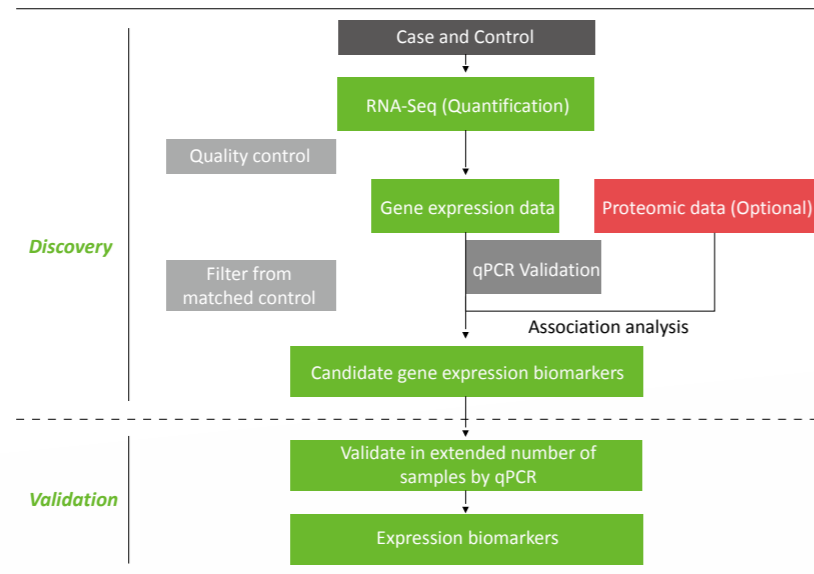 Case and Control
RNA-Seq (Quantification)
Quality control
Gene expression data
Proteomic data (Optional)
Discovery
qPCR Validation
Filter from
matched control
Association analysis
Candidate gene expression biomarkers
Validate in extended number of
samples by qPCR
Validation
Expression biomarkers